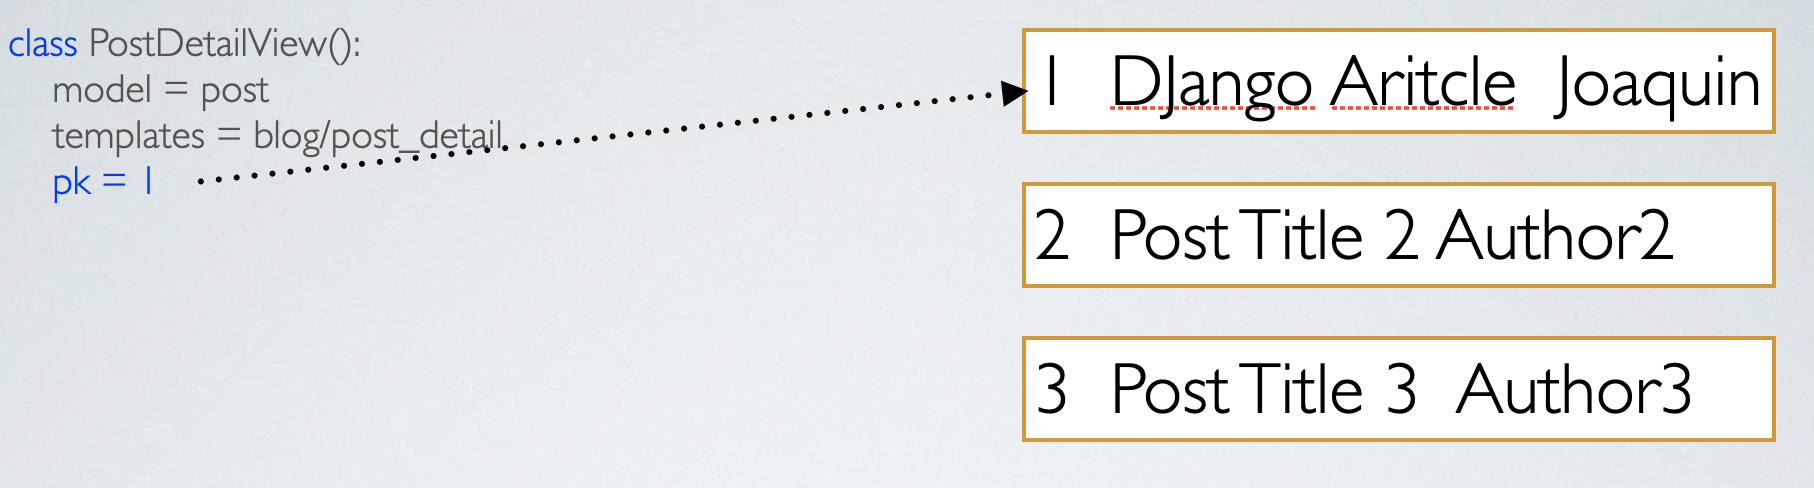 class PostDetailView():
model = post
templates = blog/post_detail
pk = 1
1 DJango Aritcle Joaquin
2 Post Title 2 Author2
3 Post Title 3 Author3